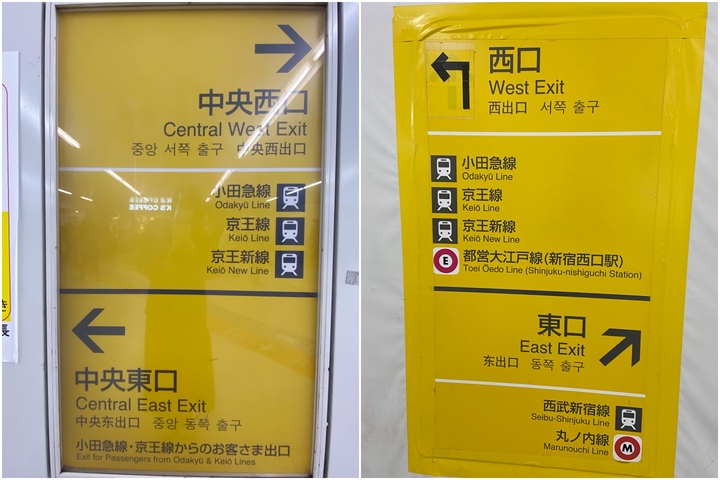 中央西口
Central West Exit
중앙 서쪽 출구 中央西出口
小田急線
Odakyū Line
京王線
Keiō Line
京王新線
Keiō New Line
中央東口
Central East Exit
中央东出口 중앙 동쪽 출구
小田急線・京王線からのお客さま出口
Exit for Passengers from Odakyū & Keiō Lines
き
長
西口
West Exit
西出口 서쪽 출구
小田急線
Odakyū Line
京王線
Keiō Line
京王新線
Keiō New Line
E 都営大江戸線(新宿西口駅)
Toei Ōedo Line (Shinjuku-nishiguchi Station)
東口
East Exit
东出口 동쪽 출구
西武新宿線
Seibu-Shinjuku Line
丸ノ内線
Marunouchi Line
M